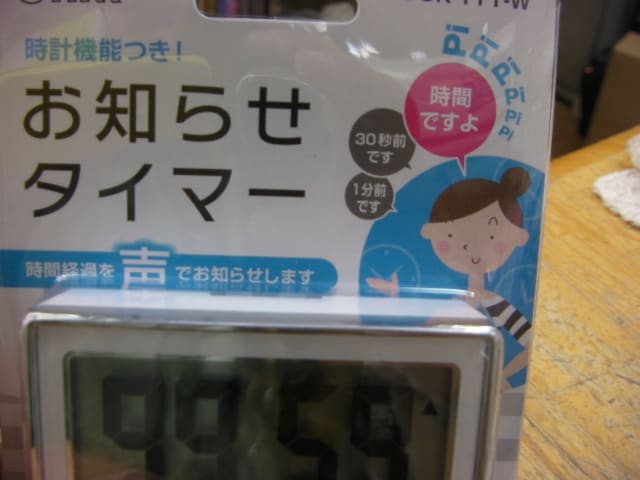 時計機能つき!
お知らせ
タイマー
時間経過を声でお知らせします
Pi Pi Pi Pi Pi Pi
時間
ですよ
30秒前
です
1分前
です
99 59